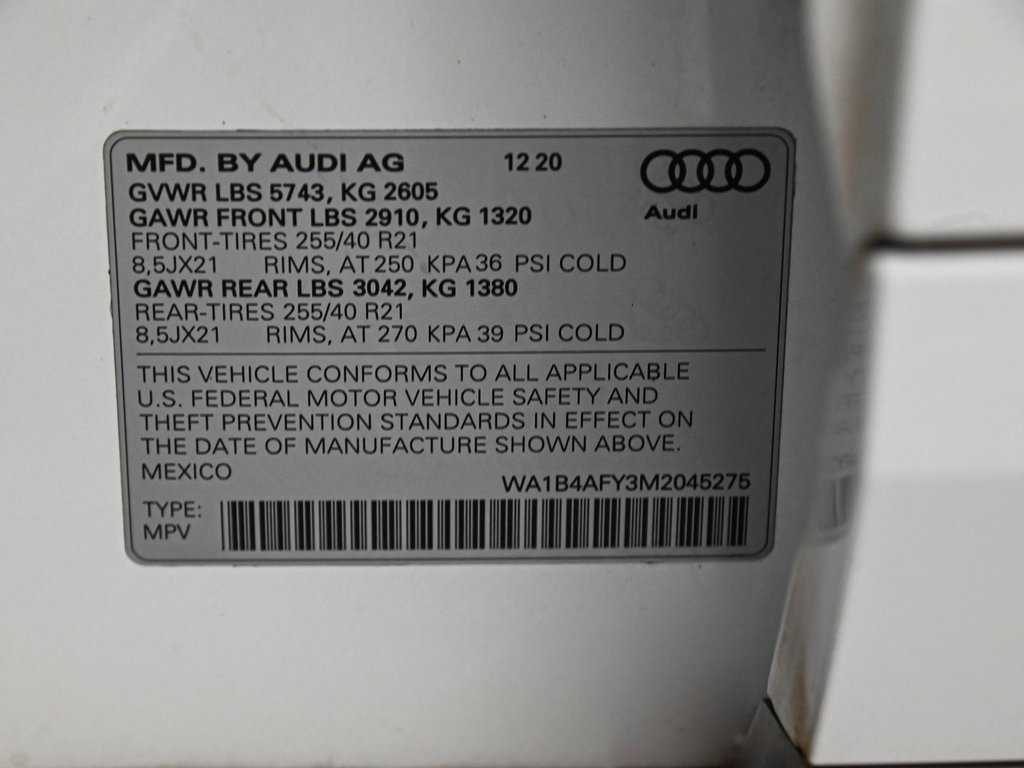 MFD. BY AUDI AG 12 20
Audi
GVWR LBS 5743, KG 2605
GAWR FRONT LBS 2910, KG 1320
FRONT-TIRES 255/40 R21
8,5JX21 RIMS, AT 250 KPA 36 PSI COLD
GAWR REAR LBS 3042, KG 1380
REAR-TIRES 255/40 R21
8,5JX21 RIMS, AT 270 KPA 39 PSI COLD
THIS VEHICLE CONFORMS TO ALL APPLICABLE
U.S. FEDERAL MOTOR VEHICLE SAFETY AND
THEFT PREVENTION STANDARDS IN EFFECT ON
THE DATE OF MANUFACTURE SHOWN ABOVE.
MEXICO
WA1B4AFY3M2045275
TYPE:
MPV